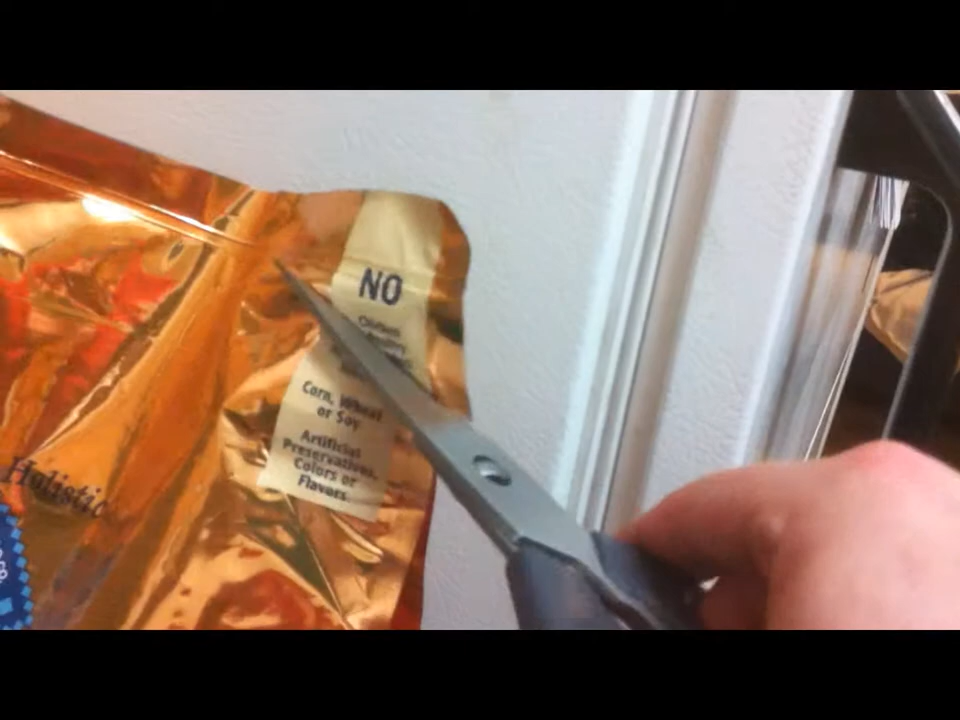 NO
Corn, Wheat
or Soy
Artificial
Preservatives,
Colors or
Flavors
Holistic